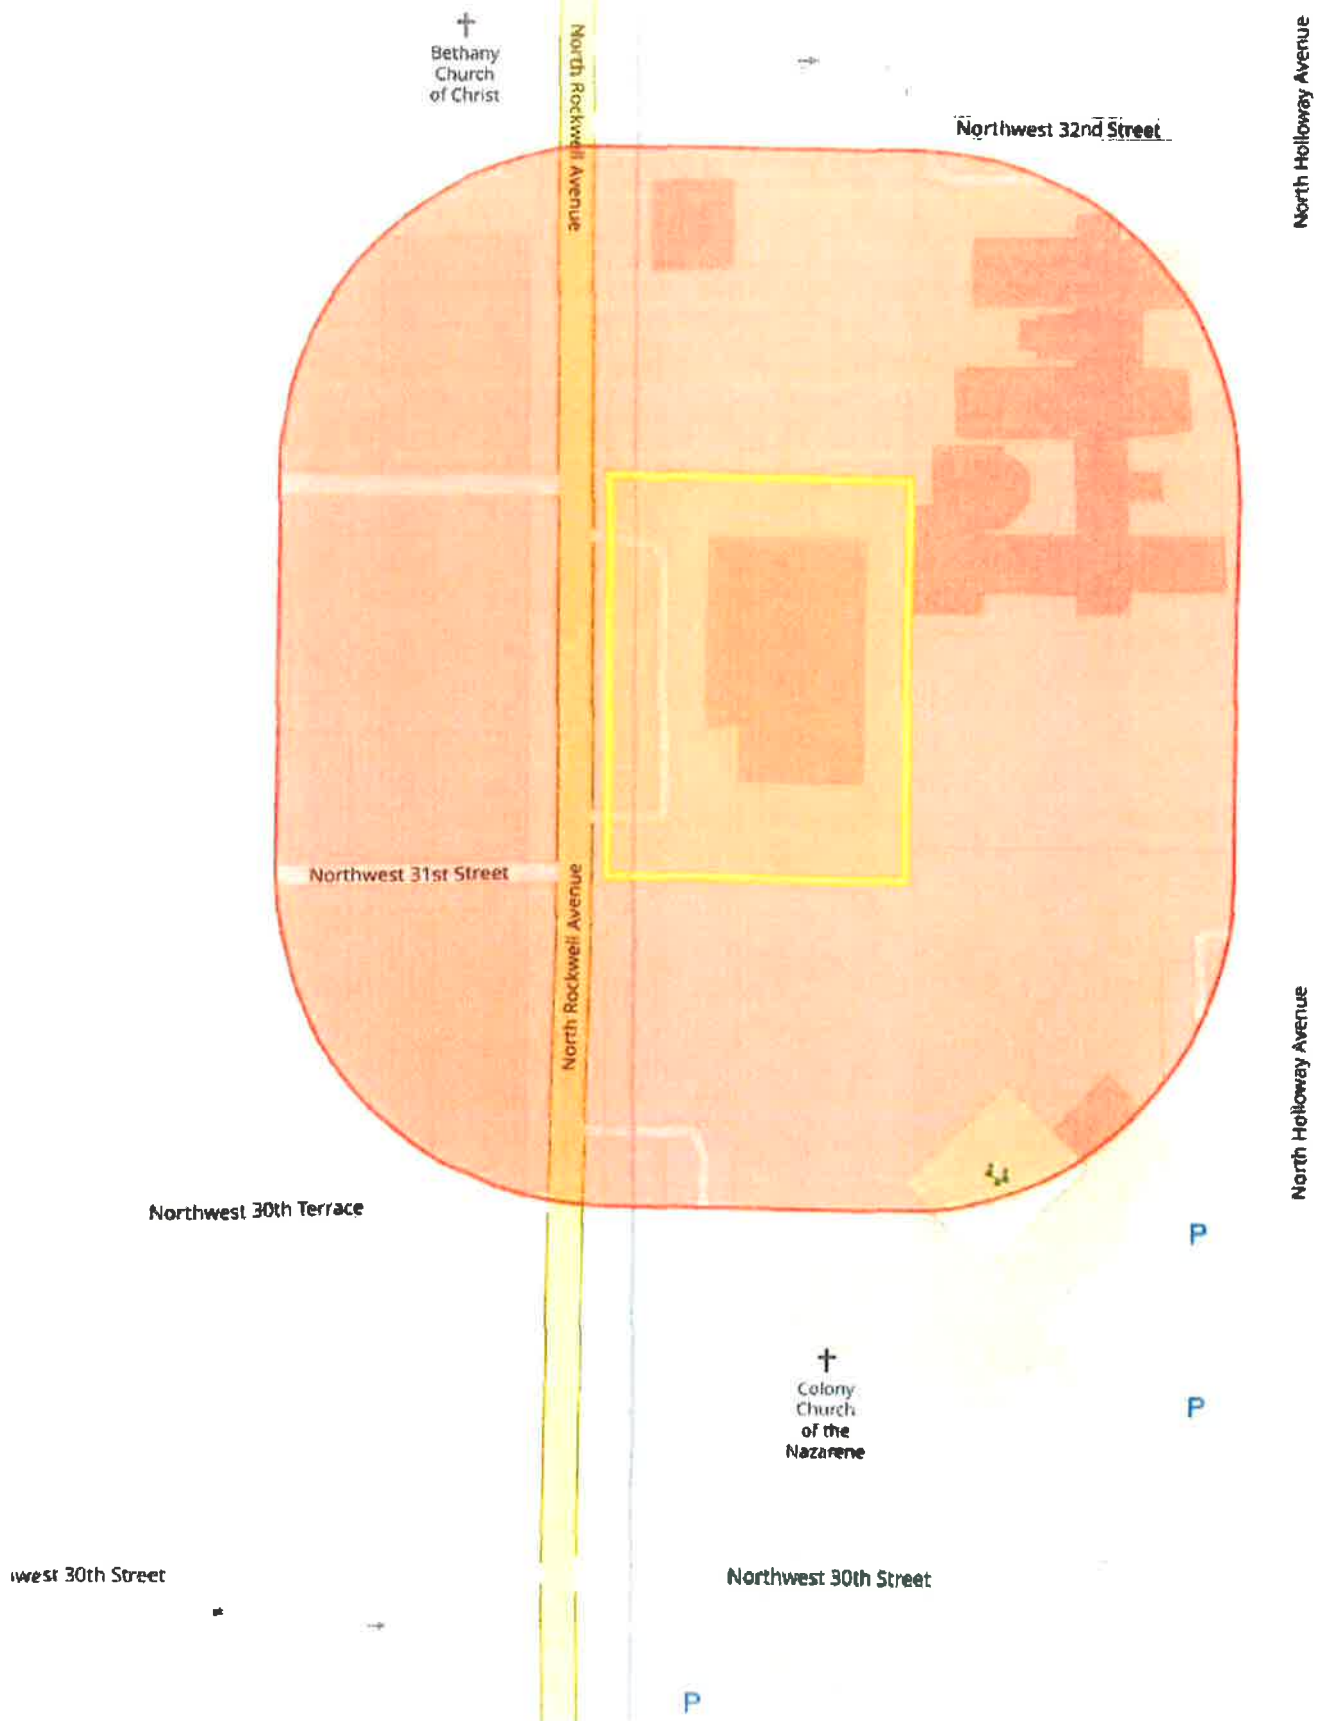 Bethany
Church
of Christ
North Rockwell Avenue
North Holloway Avenue
Northwest 32nd Street
Northwest 31st Street
North Rockwell Avenue
North Holloway Avenue
Northwest 30th Terrace
P
Colony
Church
of the
Nazarene
P
west 30th Street
Northwest 30th Street
P